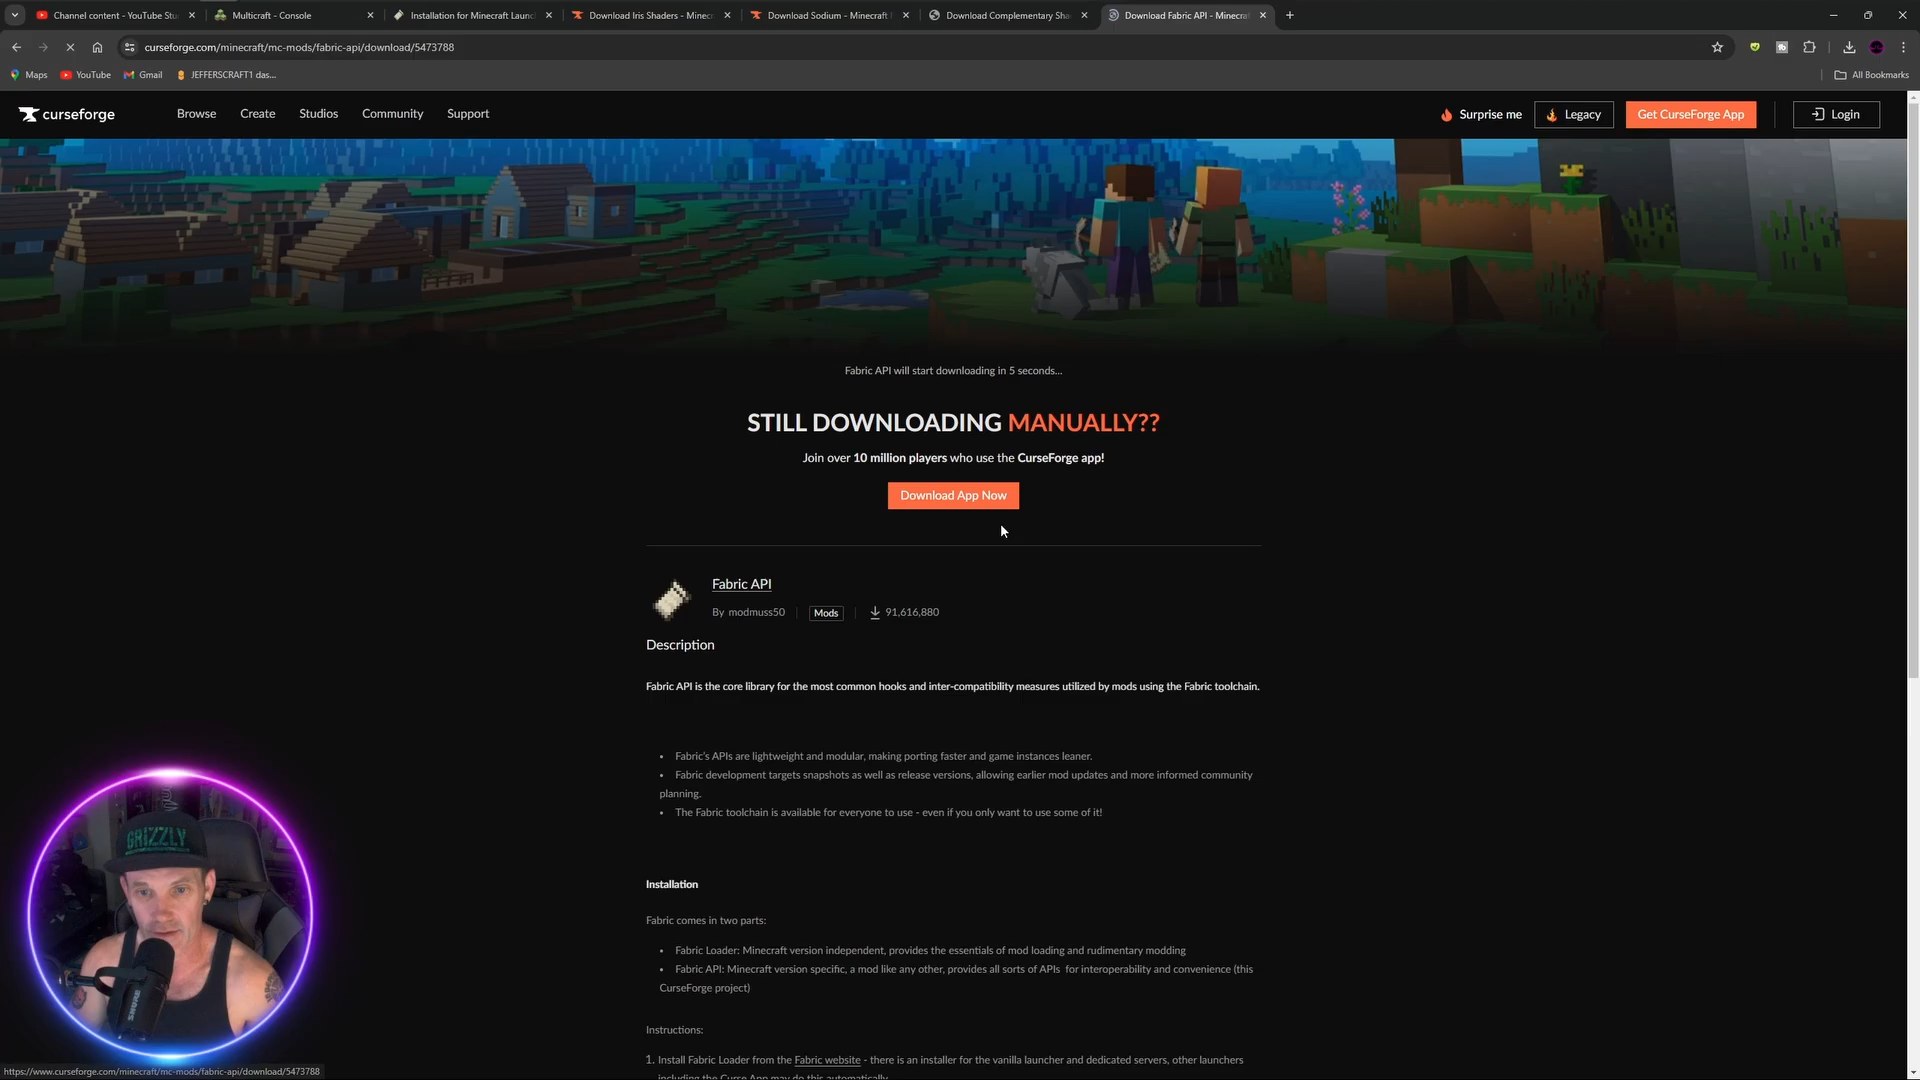 Channel content - YouTube Stu
Multicraft - Console
Installation for Minecraft Launc
Download Iris Shaders - Minec
Download Sodium - Minecraft
Download Complementary Sha
Download Fabric API - Minecra
curseforge.com/minecraft/mc-mods/fabric-api/download/5473788
Maps
YouTube
Gmail
JEFFERSCRAFT1 das...
All Bookmarks
curseforge
Browse
Create
Studios
Community
Support
Surprise me
Legacy
Get CurseForge App
Login
Fabric API will start downloading in 5 seconds...
STILL DOWNLOADING MANUALLY??
Join over 10 million players who use the CurseForge app!
Download App Now
Fabric API
By modmuss50
Mods
91,616,880
Description
Fabric API is the core library for the most common hooks and inter-compatibility measures utilized by mods using the Fabric toolchain.
• Fabric's APIs are lightweight and modular, making porting faster and game instances leaner.
• Fabric development targets snapshots as well as release versions, allowing earlier mod updates and more informed community
planning.
• The Fabric toolchain is available for everyone to use - even if you only want to use some of it!
Installation
Fabric comes in two parts:
• Fabric Loader: Minecraft version independent, provides the essentials of mod loading and rudimentary modding
• Fabric API: Minecraft version specific, a mod like any other, provides all sorts of APIs for interoperability and convenience (this
CurseForge project)
Instructions:
1. Install Fabric Loader from the Fabric website - there is an installer for the vanilla launcher and dedicated servers, other launchers
including the Curse App may do this automatically.
GRIZZLY
SHURE
https://www.curseforge.com/minecraft/mc-mods/fabric-api/download/5473788